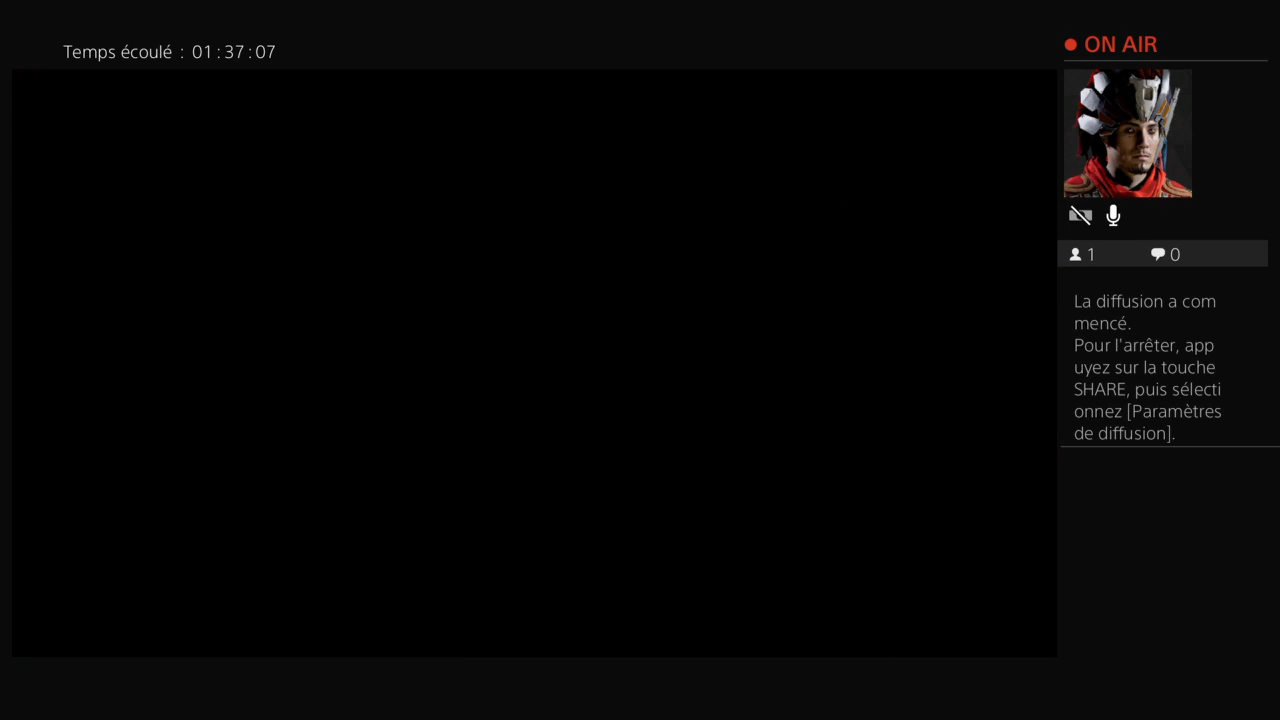 Temps écoulé : 01:37:07
ON AIR
1 0
La diffusion a com
mencé.
Pour l'arrêter, app
uyez sur la touche
SHARE, puis sélecti
onnez [Paramètres
de diffusion].